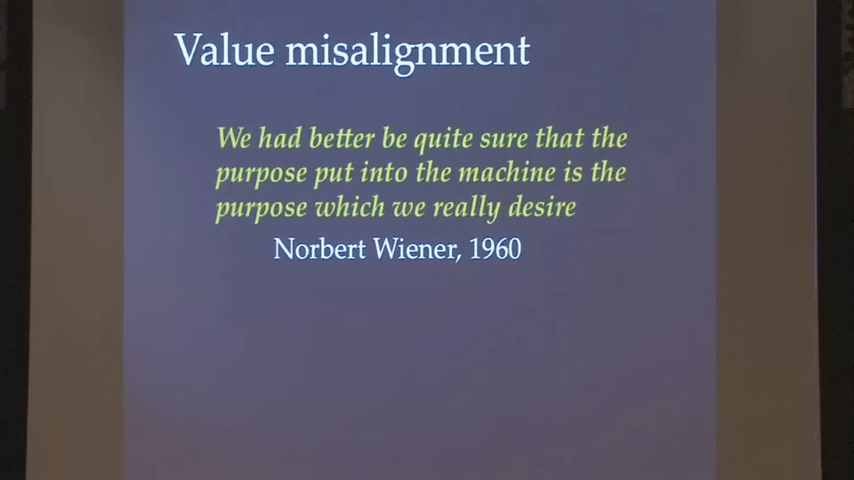 Value misalignment
We had better be quite sure that the
purpose put into the machine is the
purpose which we really desire
Norbert Wiener, 1960